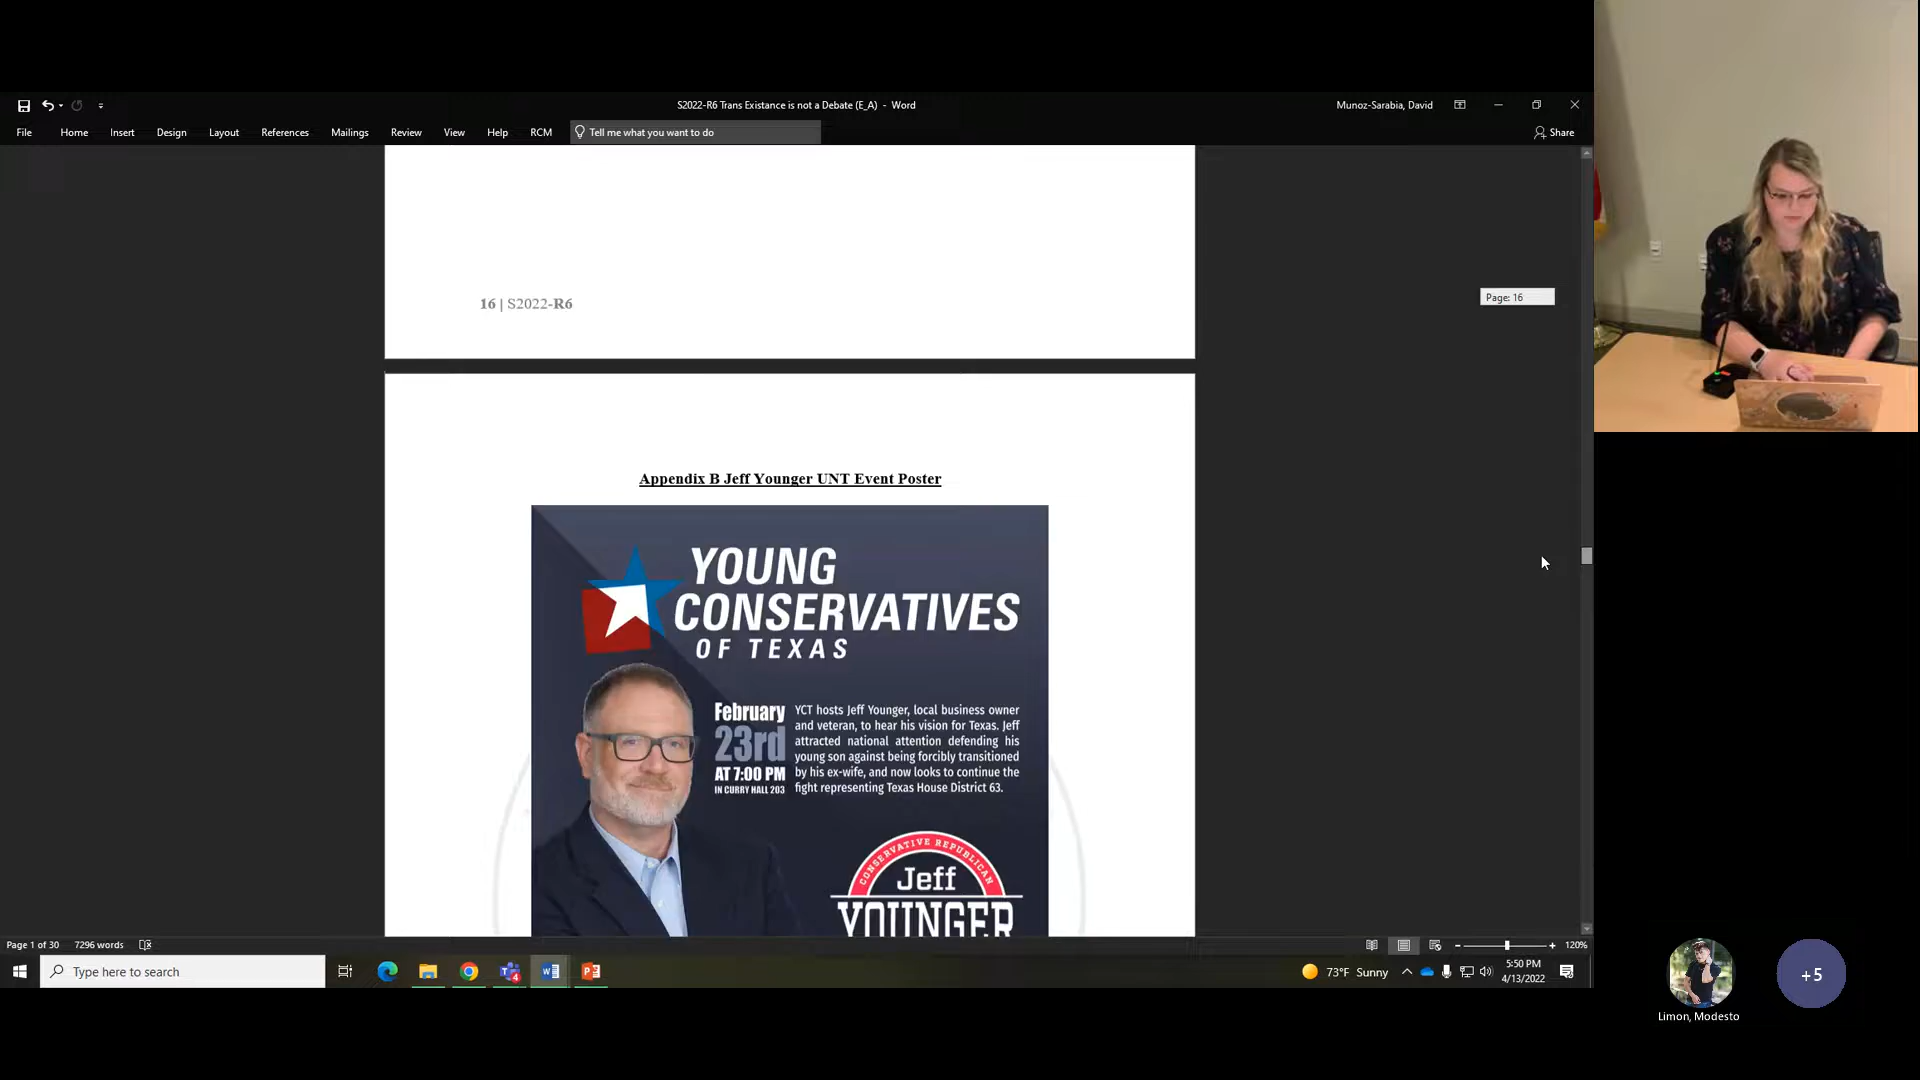 S2022-R6 Trans Existance is not a Debate (E_A) - Word
Munoz-Sarabia, David
File Home Insert Design Layout References Mailings Review View Help RCM Tell me what you want to do
Share
16 | S2022-R6
Page: 16
Appendix B Jeff Younger UNT Event Poster
YOUNG
CONSERVATIVES
OF TEXAS
February
23rd
AT 7:00 PM
IN CURRY HALL 203
YCT hosts Jeff Younger, local business owner
and veteran, to hear his vision for Texas. Jeff
attracted national attention defending his
young son against being forcibly transitioned
by his ex-wife, and now looks to continue the
fight representing Texas House District 63.
CONSERVATIVE REPUBLICAN
Jeff
YOUNGER
Page 1 of 30 7296 words
120%
Type here to search
4
73°F Sunny
5:50 PM
4/13/2022
+5
Limon, Modesto